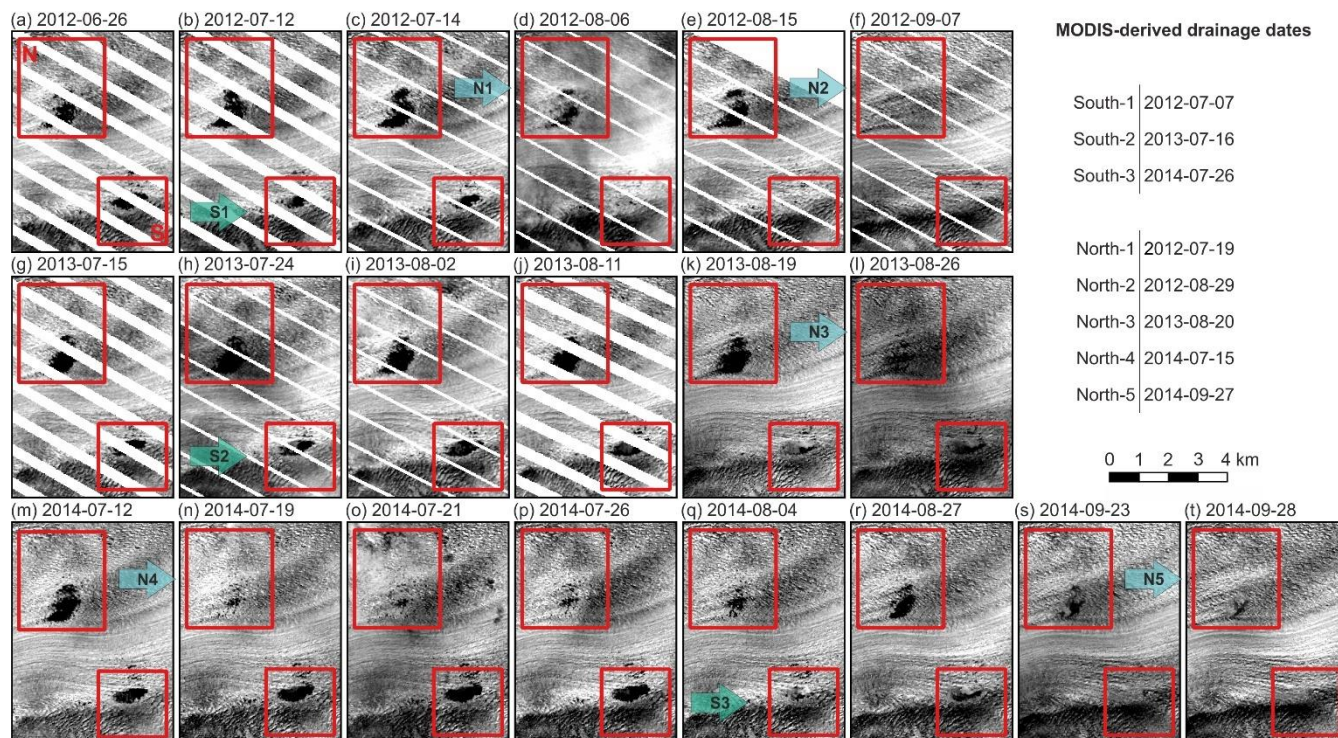 (a) 2012-06-26 (b) 2012-07-12 (c) 2012-07-14 (d) 2012-08-06 (e) 2012-08-15 (f) 2012-09-07
N
N1
N2
S1
S
(g) 2013-07-15 (h) 2013-07-24 (i) 2013-08-02 (j) 2013-08-11 (k) 2013-08-19 (l) 2013-08-26
N3
S2
(m) 2014-07-12 (n) 2014-07-19 (o) 2014-07-21 (p) 2014-07-26 (q) 2014-08-04 (r) 2014-08-27 (s) 2014-09-23 (t) 2014-09-28
N4
N5
S3
MODIS-derived drainage dates
South-1 2012-07-07
South-2 2013-07-16
South-3 2014-07-26
North-1 2012-07-19
North-2 2012-08-29
North-3 2013-08-20
North-4 2014-07-15
North-5 2014-09-27
0 1 2 3 4 km